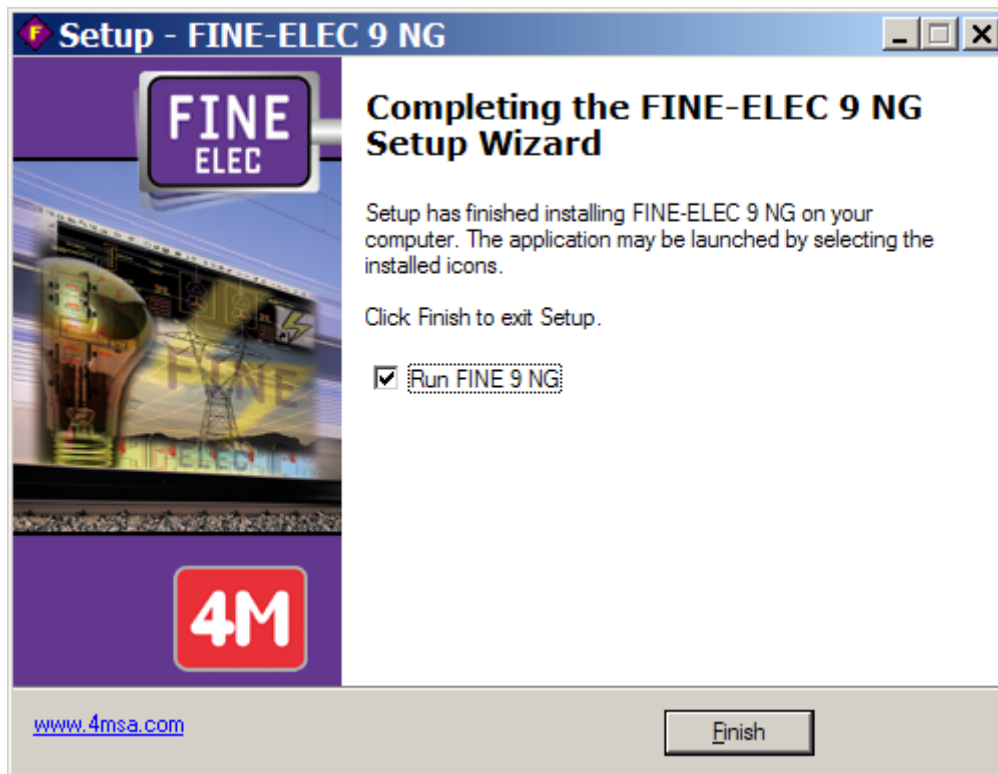 Setup - FINE-ELEC 9 NG
FINE
ELEC
Completing the FINE-ELEC 9 NG
Setup Wizard
Setup has finished installing FINE-ELEC 9 NG on your
computer. The application may be launched by selecting the
installed icons.
Click Finish to exit Setup.
Run FINE 9 NG
FINE
ELEC
4M
www.4msa.com
Finish